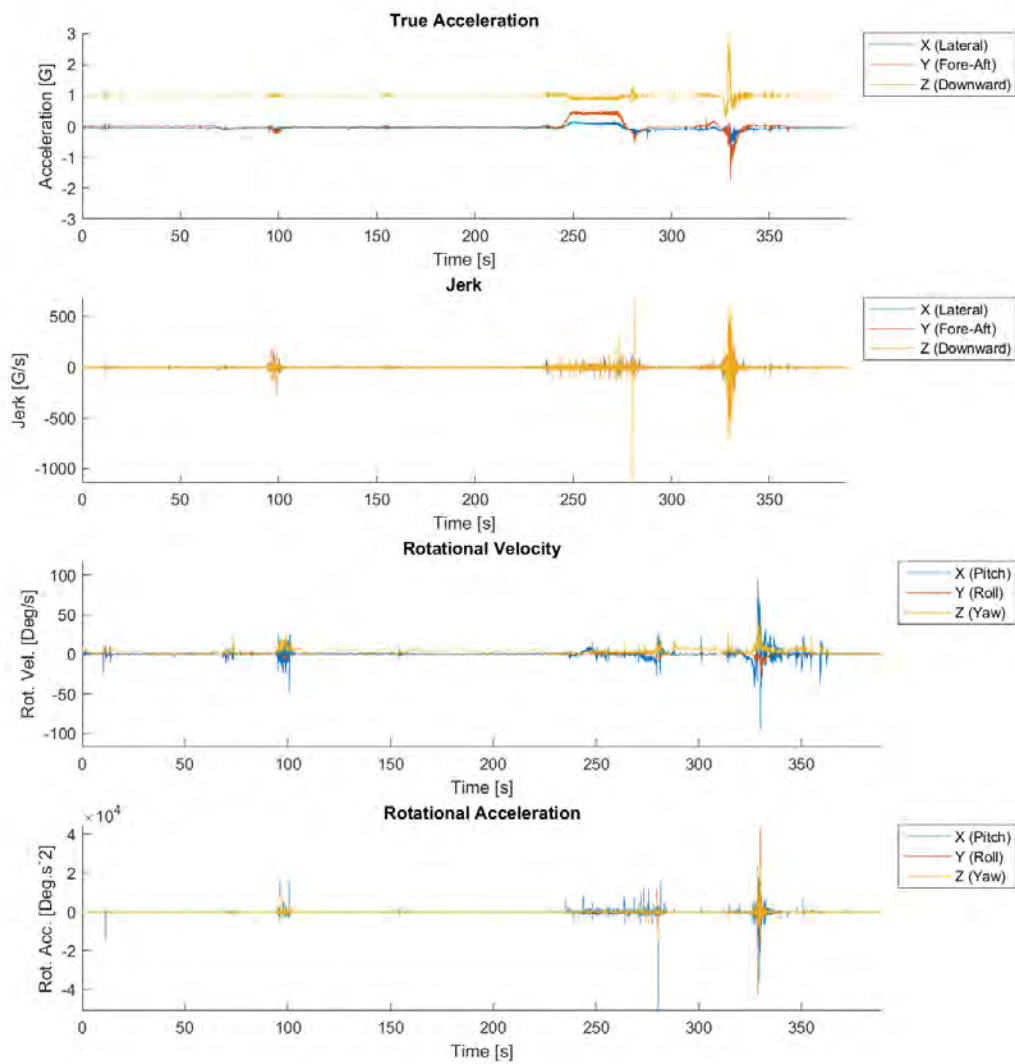 True Acceleration
3
2
1
0
-1
-2
-3
Acceleration [G]
0 50 100 150 200 250 300 350
Time [s]
X (Lateral)
Y (Fore-Aft)
Z (Downward)
Jerk
500
0
-500
-1000
Jerk [G/s]
0 50 100 150 200 250 300 350
Time [s]
X (Lateral)
Y (Fore-Aft)
Z (Downward)
Rotational Velocity
100
50
0
-50
-100
Rot. Vel. [Deg/s]
0 50 100 150 200 250 300 350
Time [s]
X (Pitch)
Y (Roll)
Z (Yaw)
Rotational Acceleration
×10^4
4
2
0
-2
-4
Rot. Acc. [Deg.s^2]
0 50 100 150 200 250 300 350
Time [s]
X (Pitch)
Y (Roll)
Z (Yaw)